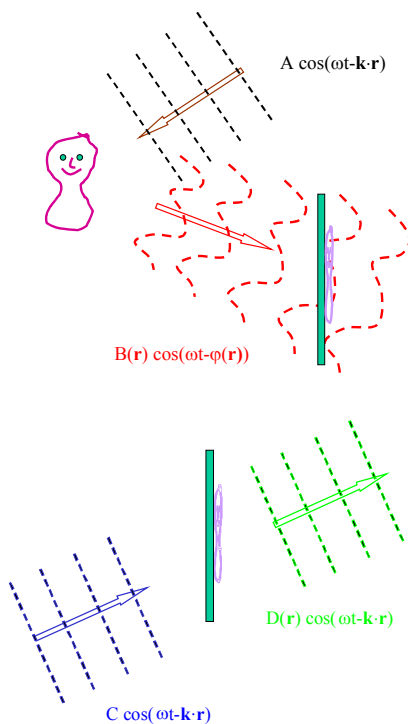 A cos(ωt-k·r)
B(r) cos(ωt-φ(r))
D(r) cos(ωt-k·r)
C cos(ωt-k·r)